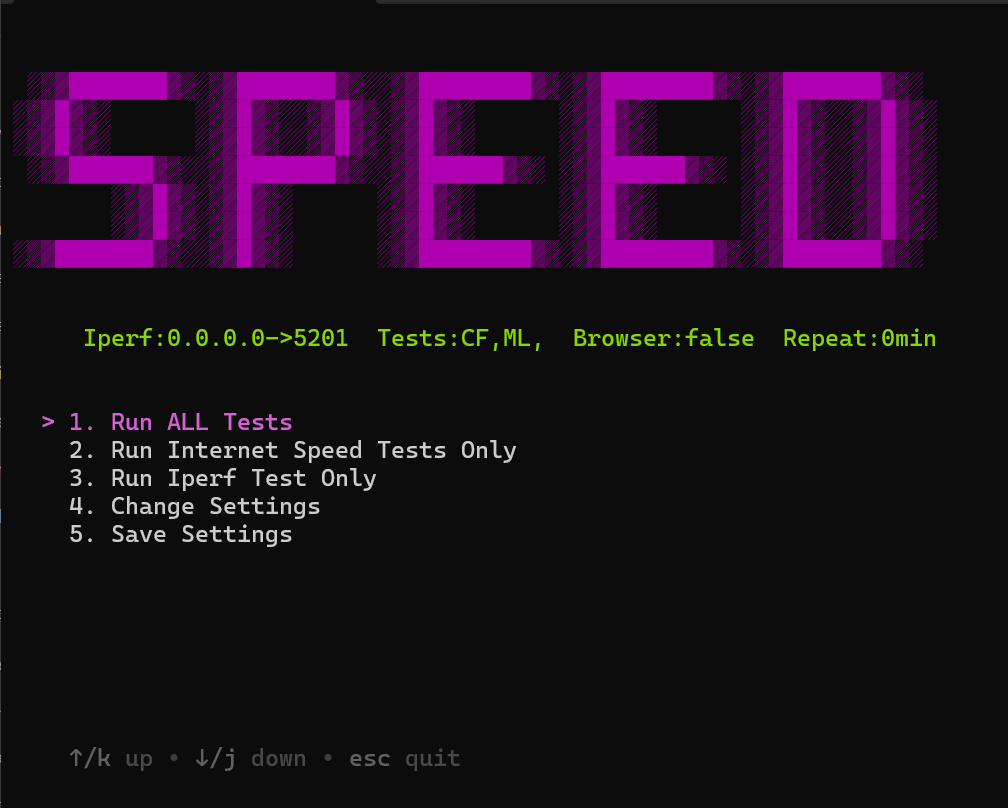 SPEED
Iperf:0.0.0.0->5201  Tests:CF,ML,  Browser:false  Repeat:0min
> 1. Run ALL Tests
2. Run Internet Speed Tests Only
3. Run Iperf Test Only
4. Change Settings
5. Save Settings
↑/k up • ↓/j down • esc quit